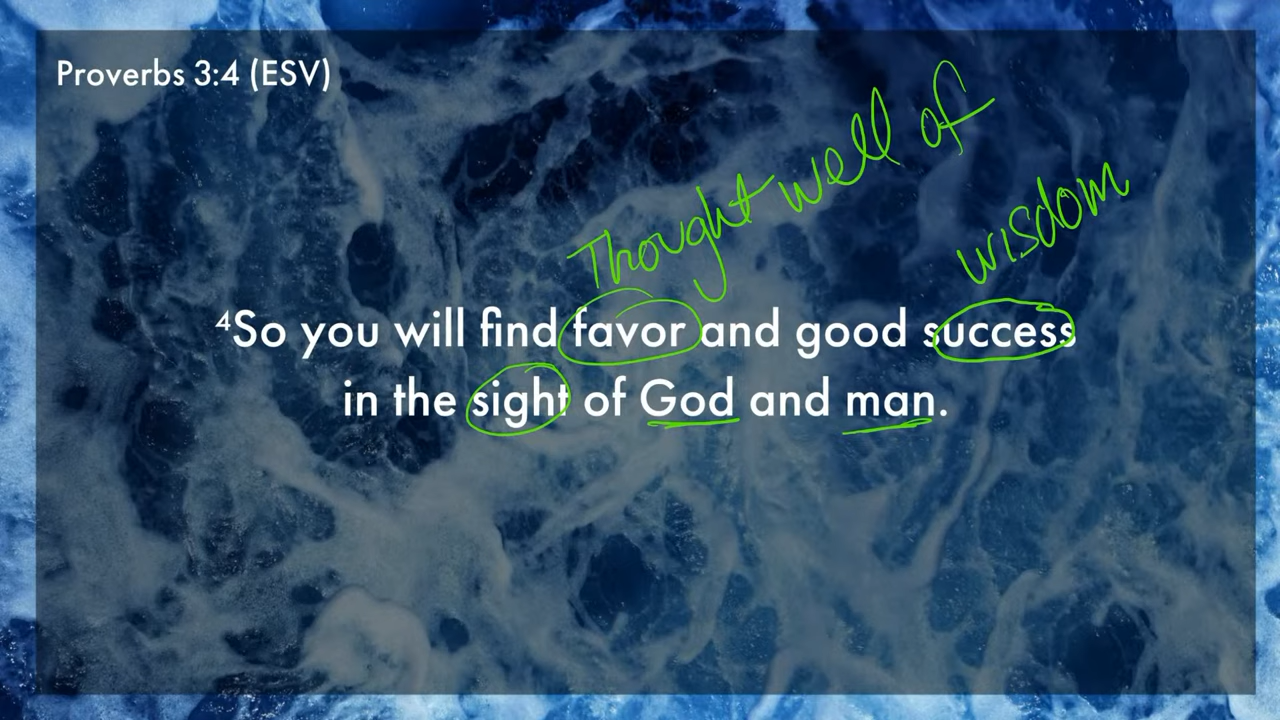 Proverbs 3:4 (ESV)
Thought well of
wisdom
⁴So you will find favor and good success
in the sight of God and man.